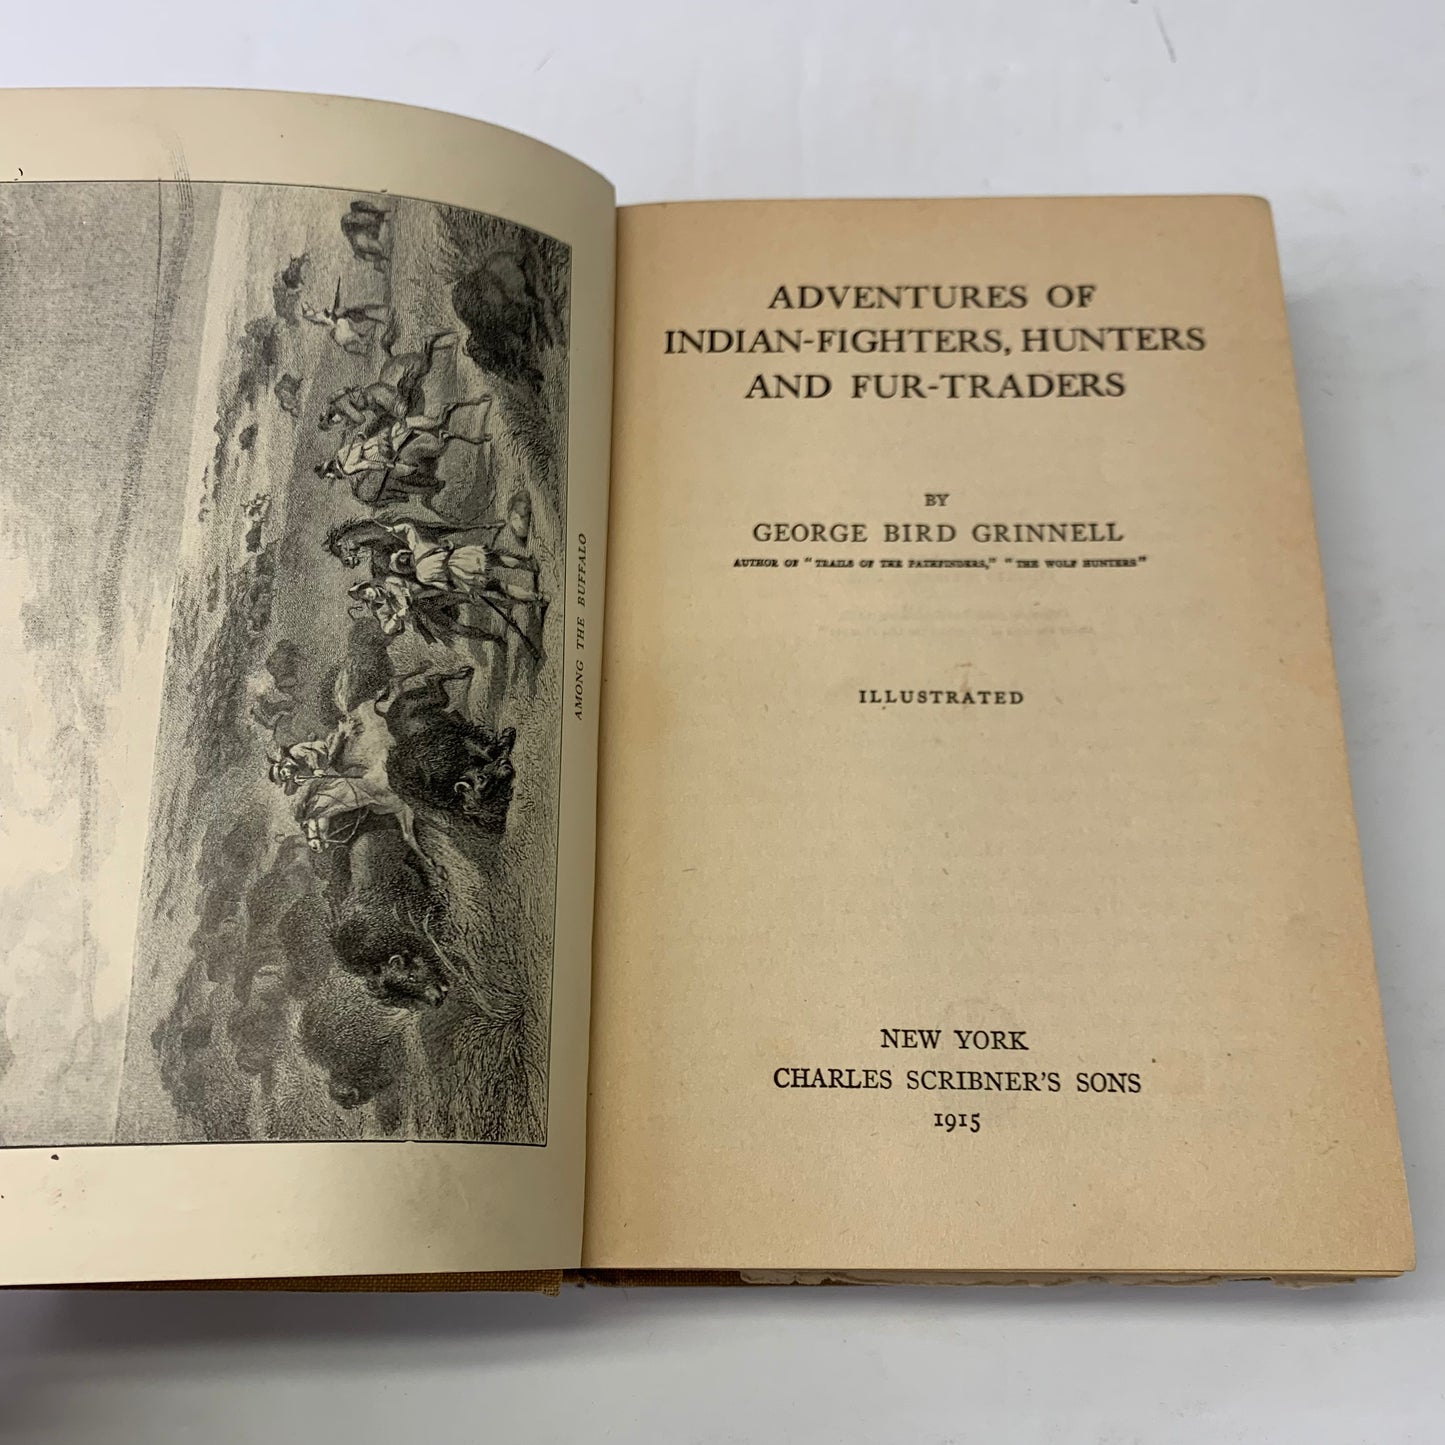 AMONG THE BUFFALO
ADVENTURES OF
INDIAN-FIGHTERS, HUNTERS
AND FUR-TRADERS
BY
GEORGE BIRD GRINNELL
AUTHOR OF "TRAILS OF THE PATHFINDERS," "THE WOLF HUNTERS"
ILLUSTRATED
NEW YORK
CHARLES SCRIBNER'S SONS
1915